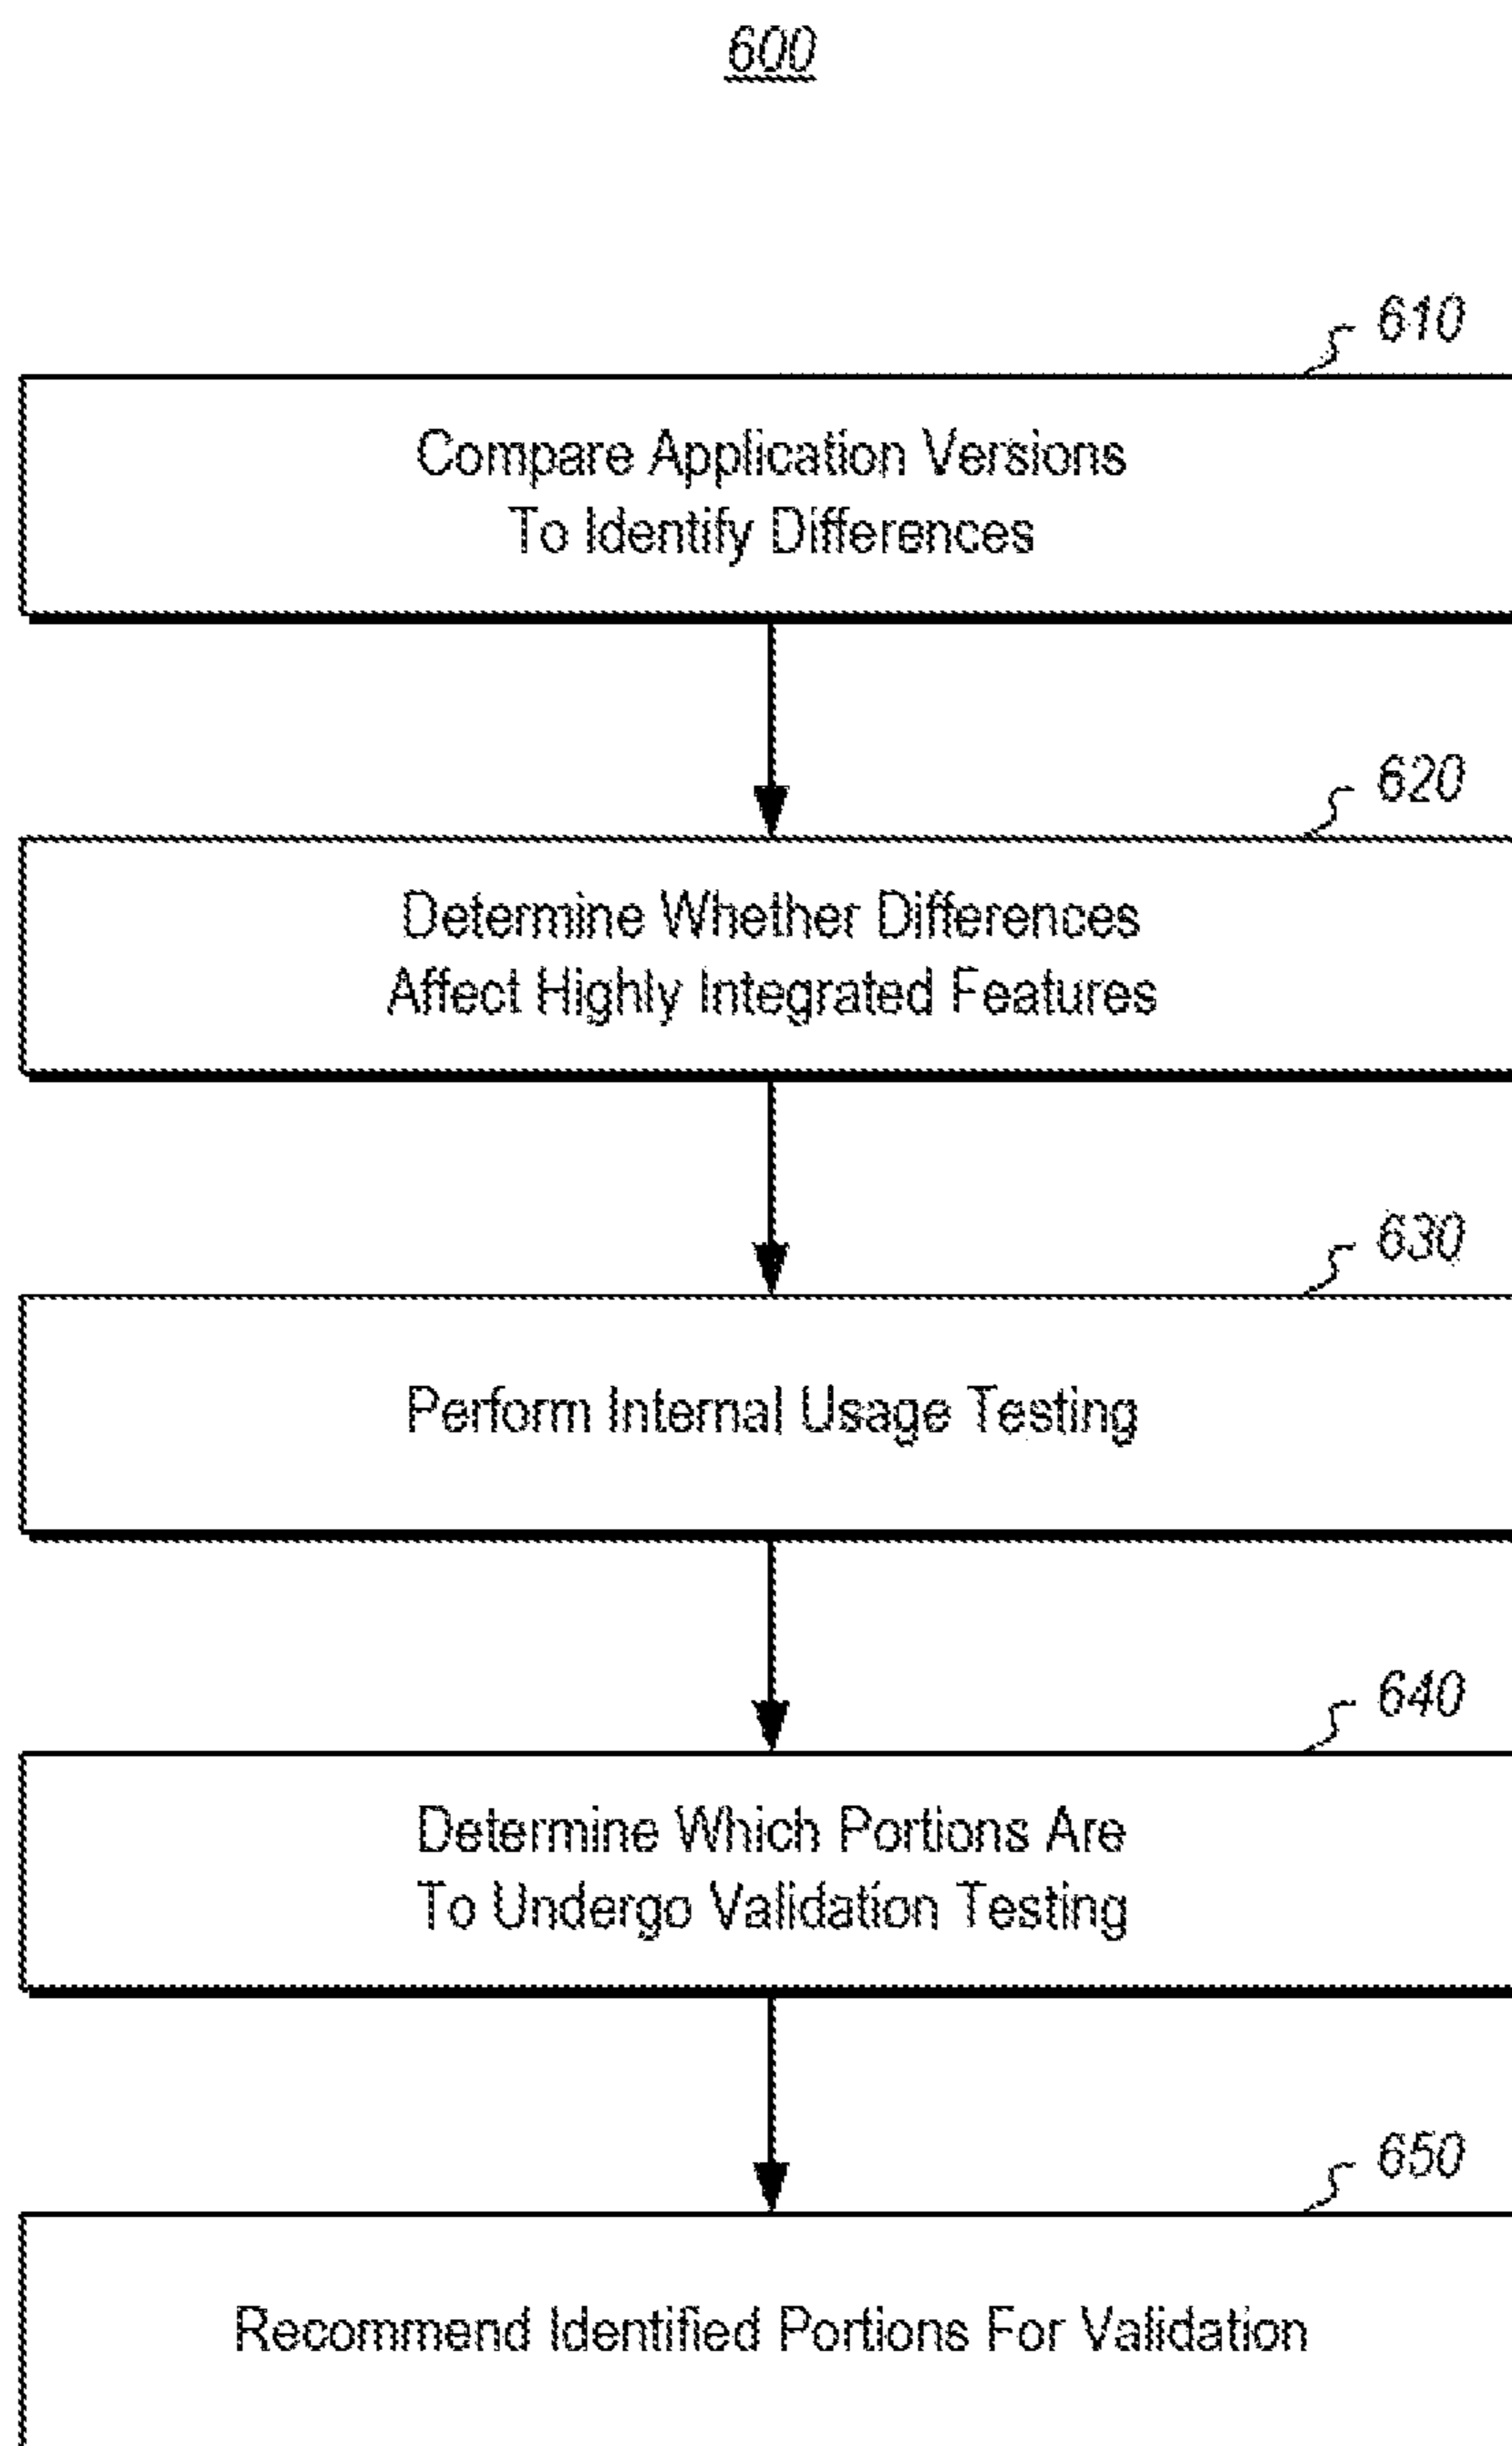 600
610
Compare Application Versions
To Identify Differences
620
Determine Whether Differences
Affect Highly Integrated Features
630
Perform Internal Usage Testing
640
Determine Which Portions Are
To Undergo Validation Testing
650
Recommend Identified Portions For Validation